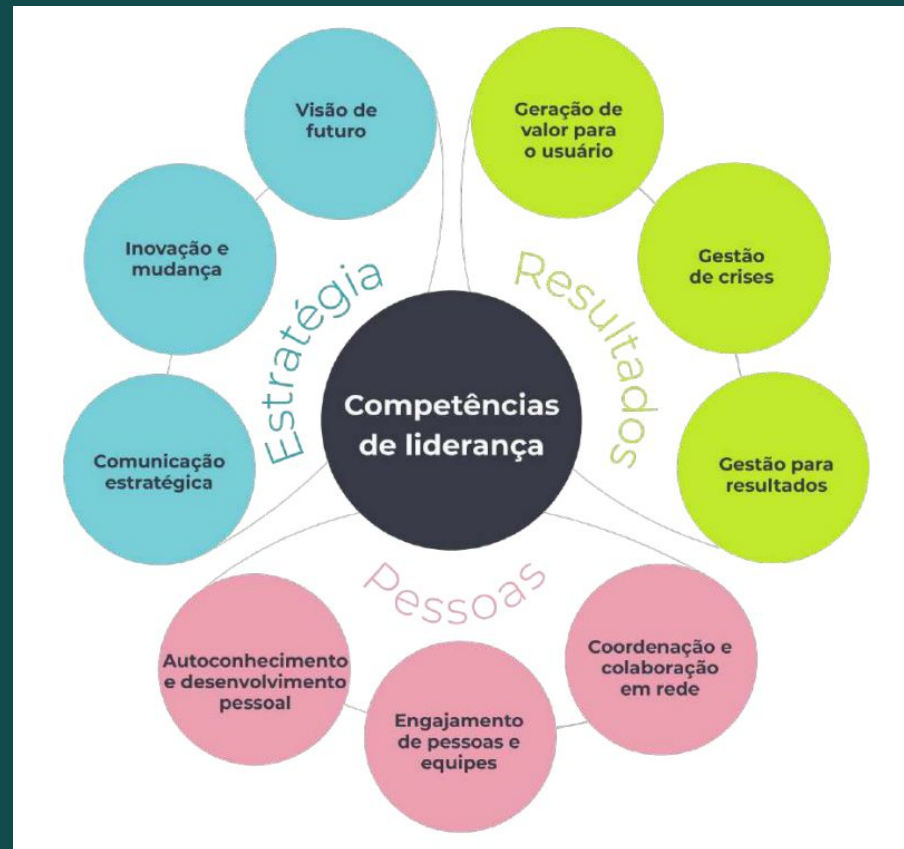 Visão de
futuro
Inovação e
mudança
Comunicação
estratégica
Estratégia
Geração de
valor para
o usuário
Gestão
de crises
Gestão para
resultados
Resultados
Competências
de liderança
Pessoas
Autoconhecimento
e desenvolvimento
pessoal
Engajamento
de pessoas e
equipes
Coordenação e
colaboração
em rede